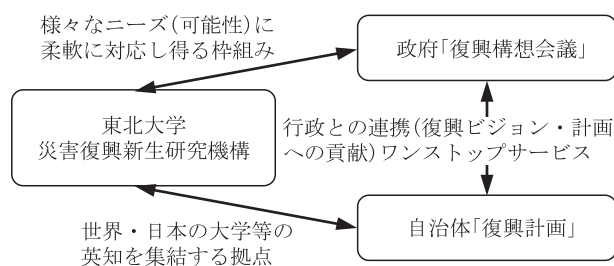 様々なニーズ(可能性)に
柔軟に対応し得る枠組み
政府「復興構想会議」
東北大学
災害復興新生研究機構
行政との連携(復興ビジョン・計画
への貢献)ワンストップサービス
世界・日本の大学等の
英知を集結する拠点
自治体「復興計画」